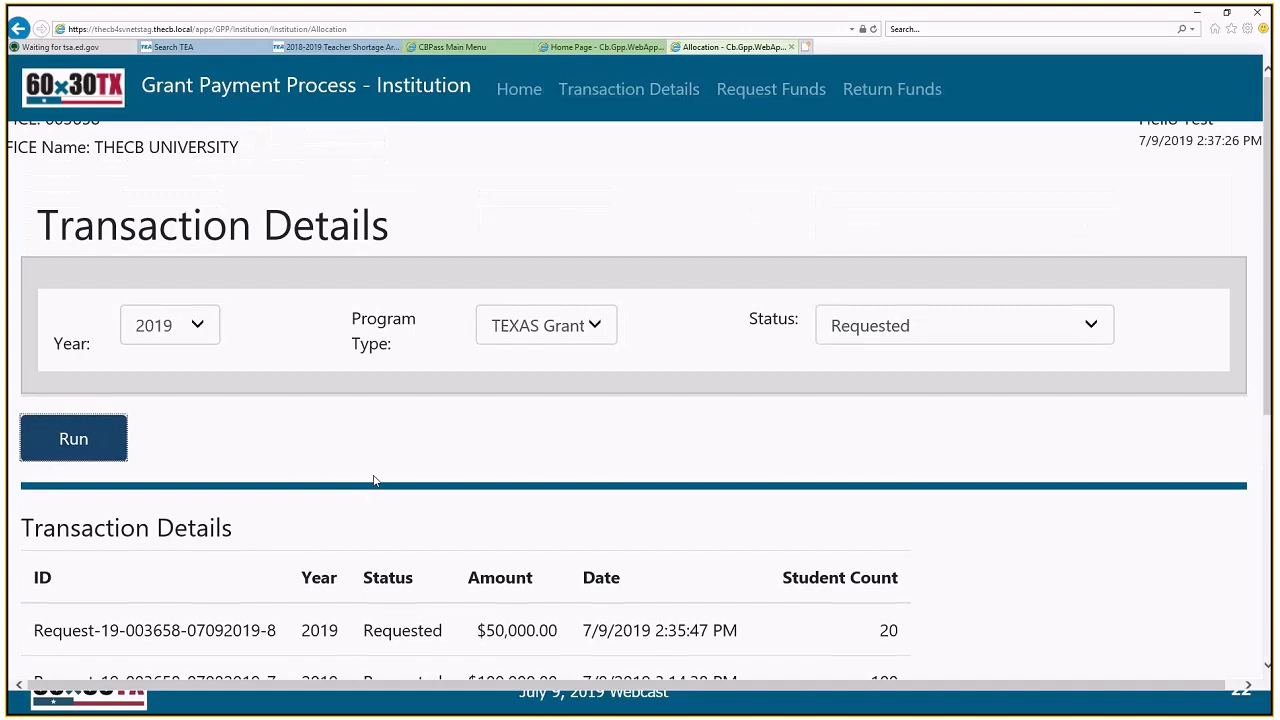 https://thecb4svnetstag.thecb.local/apps/GPP/Institution/Institution/Allocation
Search...
Waiting for tsa.ed.gov
TEA Search TEA
TEA 2018-2019 Teacher Shortage Ar...
CBPass Main Menu
Home Page - Cb.Gpp.WebApp...
Allocation - Cb.Gpp.WebAp...
60x30TX
Grant Payment Process - Institution
Home
Transaction Details
Request Funds
Return Funds
Hello Test
7/9/2019 2:37:26 PM
FICE Name: THECB UNIVERSITY
Transaction Details
Year:
2019
Program
Type:
TEXAS Grant
Status:
Requested
Run
Transaction Details
ID Year Status Amount Date Student Count
Request-19-003658-07092019-8 2019 Requested $50,000.00 7/9/2019 2:35:47 PM 20
60x30TX
July 9, 2019 Webcast
22